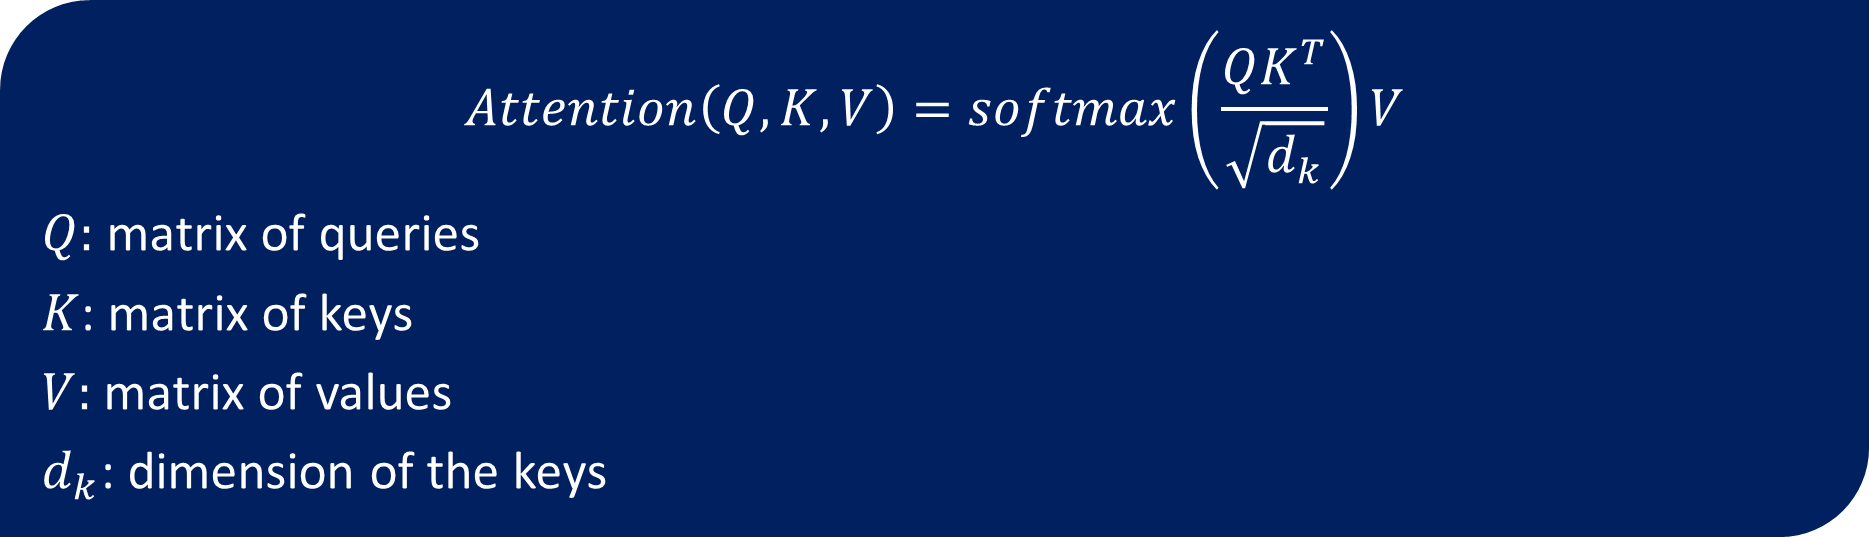 Attention(Q, K, V) = softmax(QK^T / √d_k)V
Q: matrix of queries
K: matrix of keys
V: matrix of values
d_k: dimension of the keys